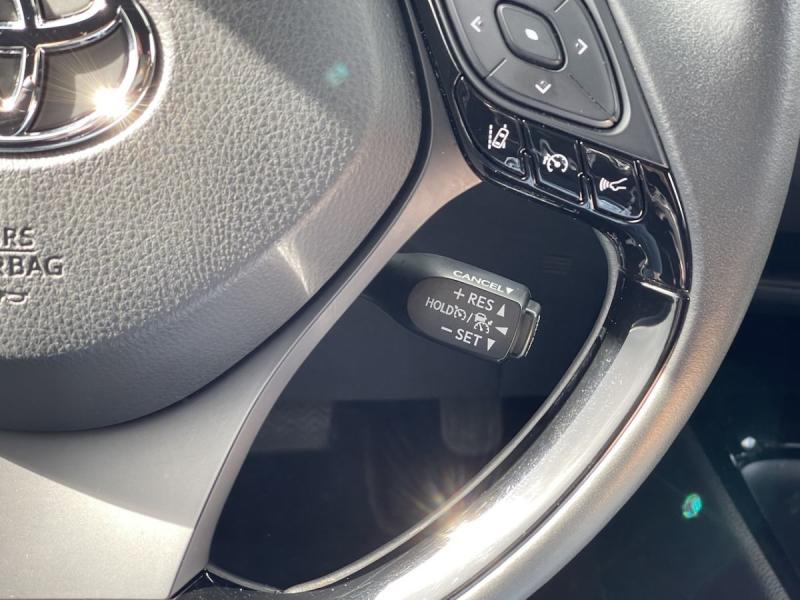 RS
RBAG
CANCEL▼
+RES▲
HOLD /
−SET▼